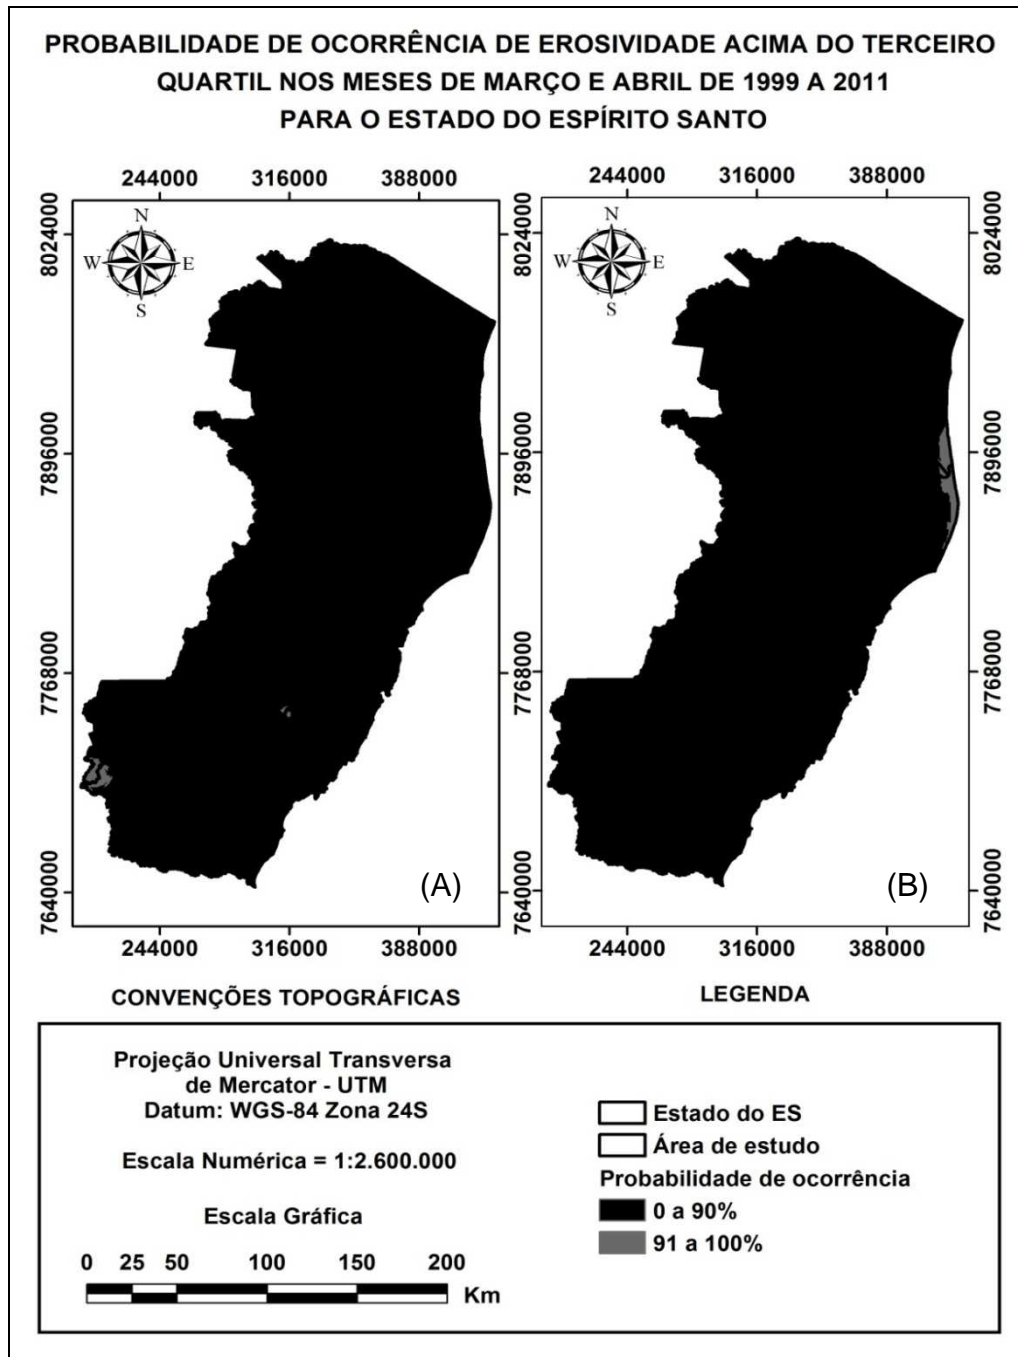 PROBABILIDADE DE OCORRÊNCIA DE EROSIVIDADE ACIMA DO TERCEIRO
QUARTIL NOS MESES DE MARÇO E ABRIL DE 1999 A 2011
PARA O ESTADO DO ESPÍRITO SANTO
244000 316000 388000
244000 316000 388000
8024000
8024000
8024000
N
W E
S
N
W E
S
7896000
7896000
7896000
7768000
7768000
7768000
7640000
7640000
7640000
(A)
(B)
244000 316000 388000
244000 316000 388000
CONVENÇÕES TOPOGRÁFICAS
Projeção Universal Transversa
de Mercator - UTM
Datum: WGS-84 Zona 24S
Escala Numérica = 1:2.600.000
Escala Gráfica
0 25 50 100 150 200
Km
LEGENDA
Estado do ES
Área de estudo
Probabilidade de ocorrência
0 a 90%
91 a 100%